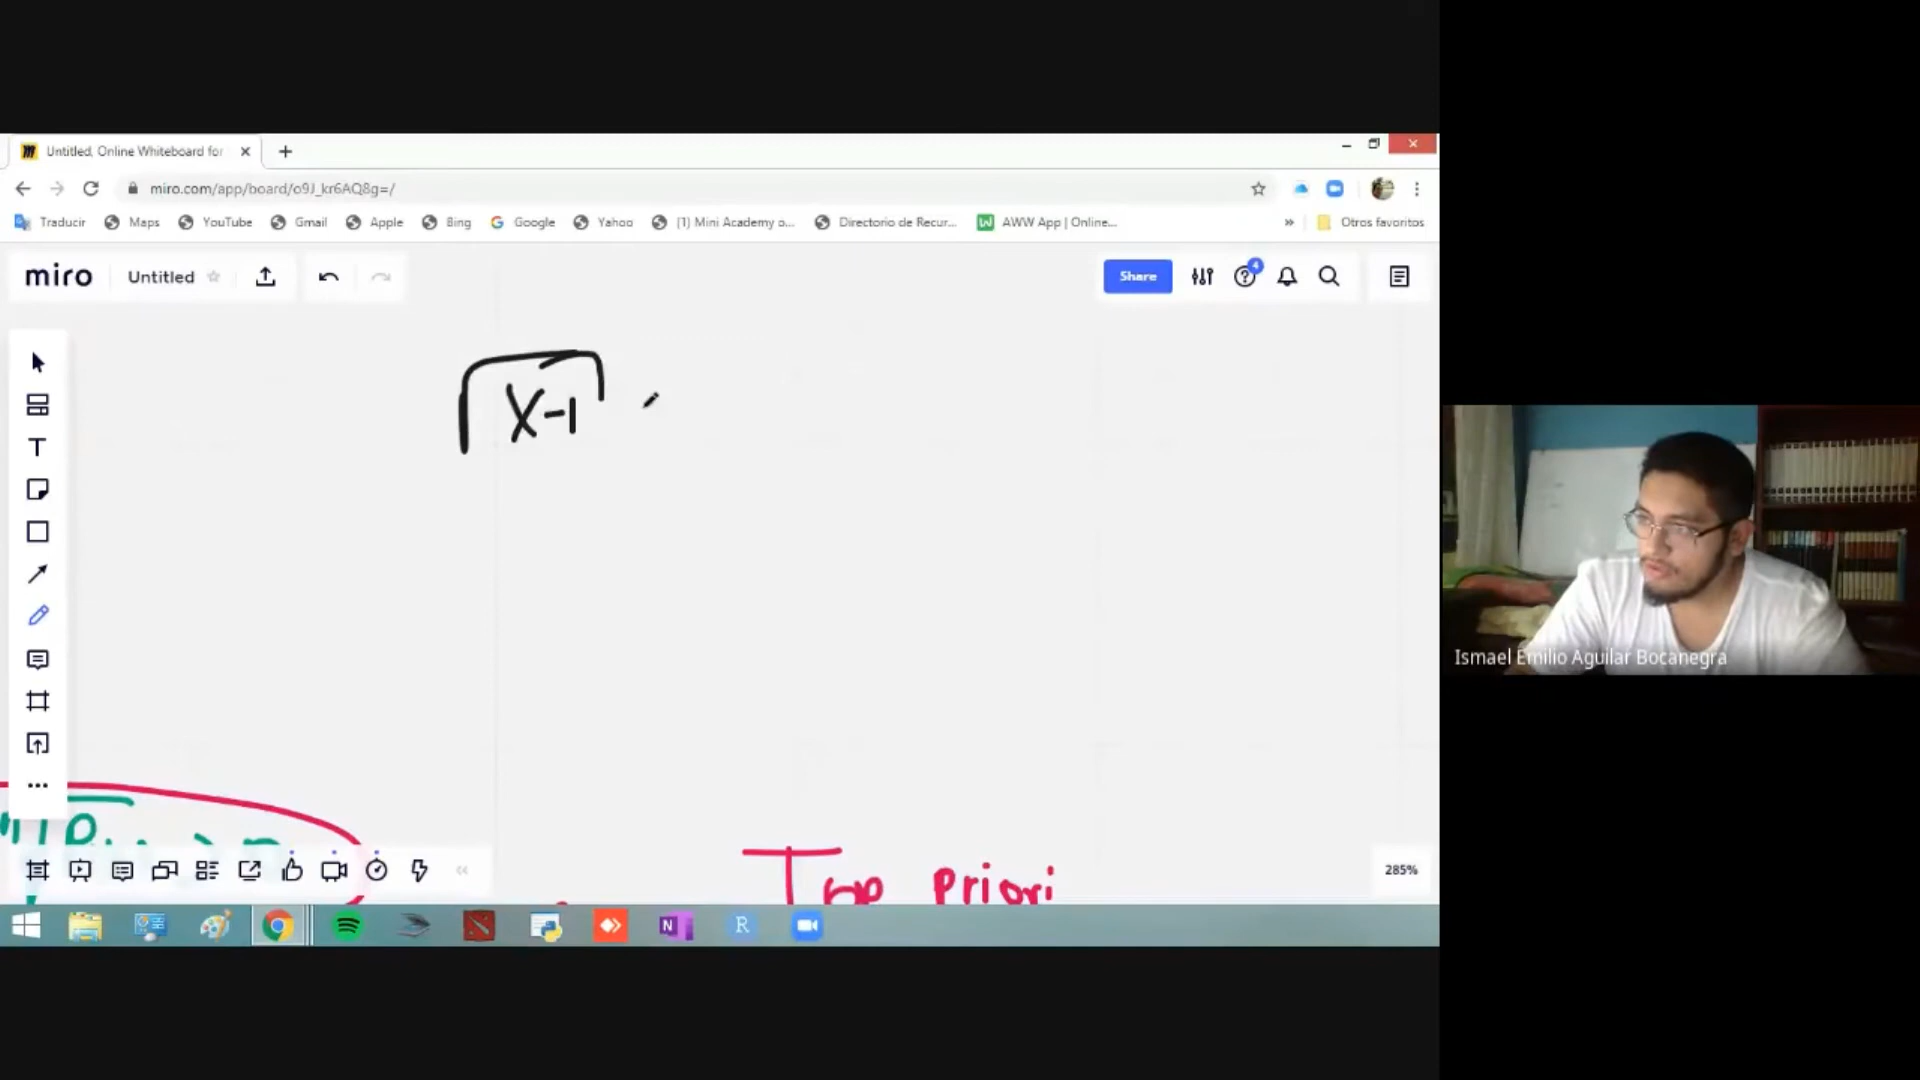 Untitled, Online Whiteboard for
miro.com/app/board/o9J_kr6AQ8g=/
Traducir Maps YouTube Gmail Apple Bing Google Yahoo (1) Mini Academy o... Directorio de Recur... AWW App | Online... » Otros favoritos
miro Untitled Share 4
x-1
Ismael Emilio Aguilar Bocanegra
Top Priori
285%
N R